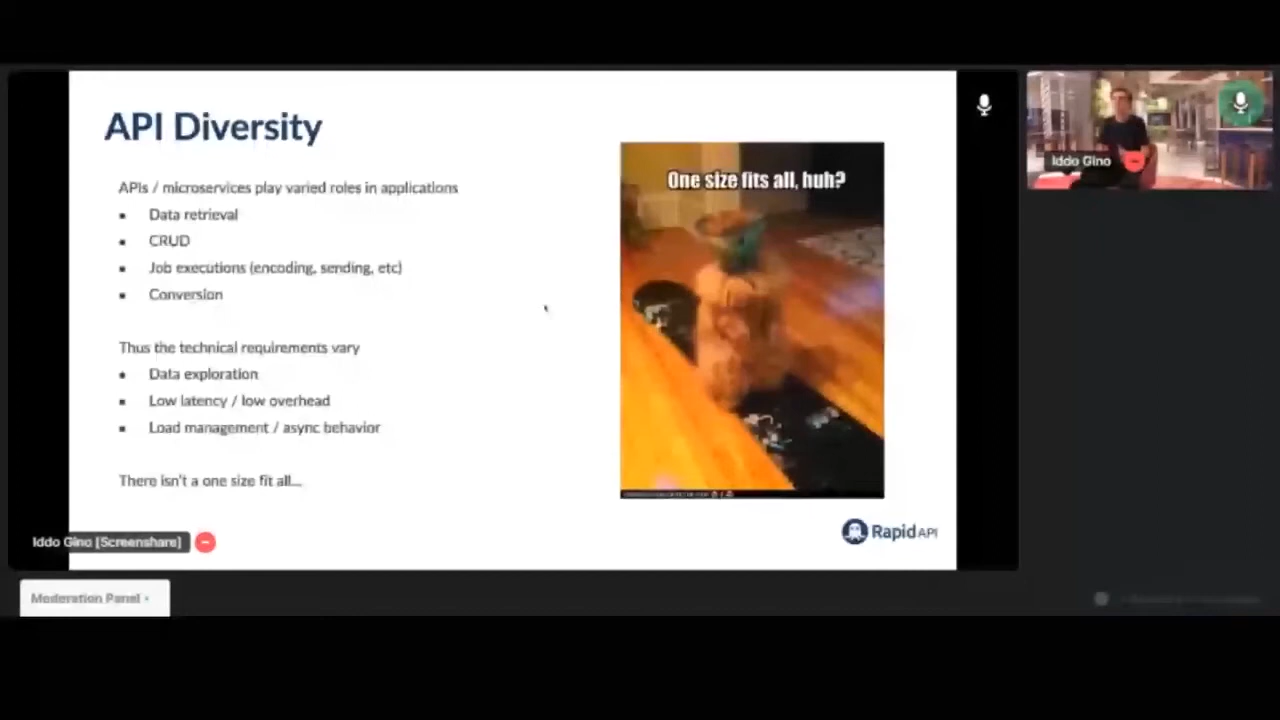 API Diversity
APIs / microservices play varied roles in applications
▪ Data retrieval
▪ CRUD
▪ Job executions (encoding, sending, etc)
▪ Conversion
Thus the technical requirements vary
▪ Data exploration
▪ Low latency / low overhead
▪ Load management / async behavior
There isn't a one size fit all...
One size fits all, huh?
RapidAPI
Iddo Gino [Screenshare]
Iddo Gino
Moderation Panel